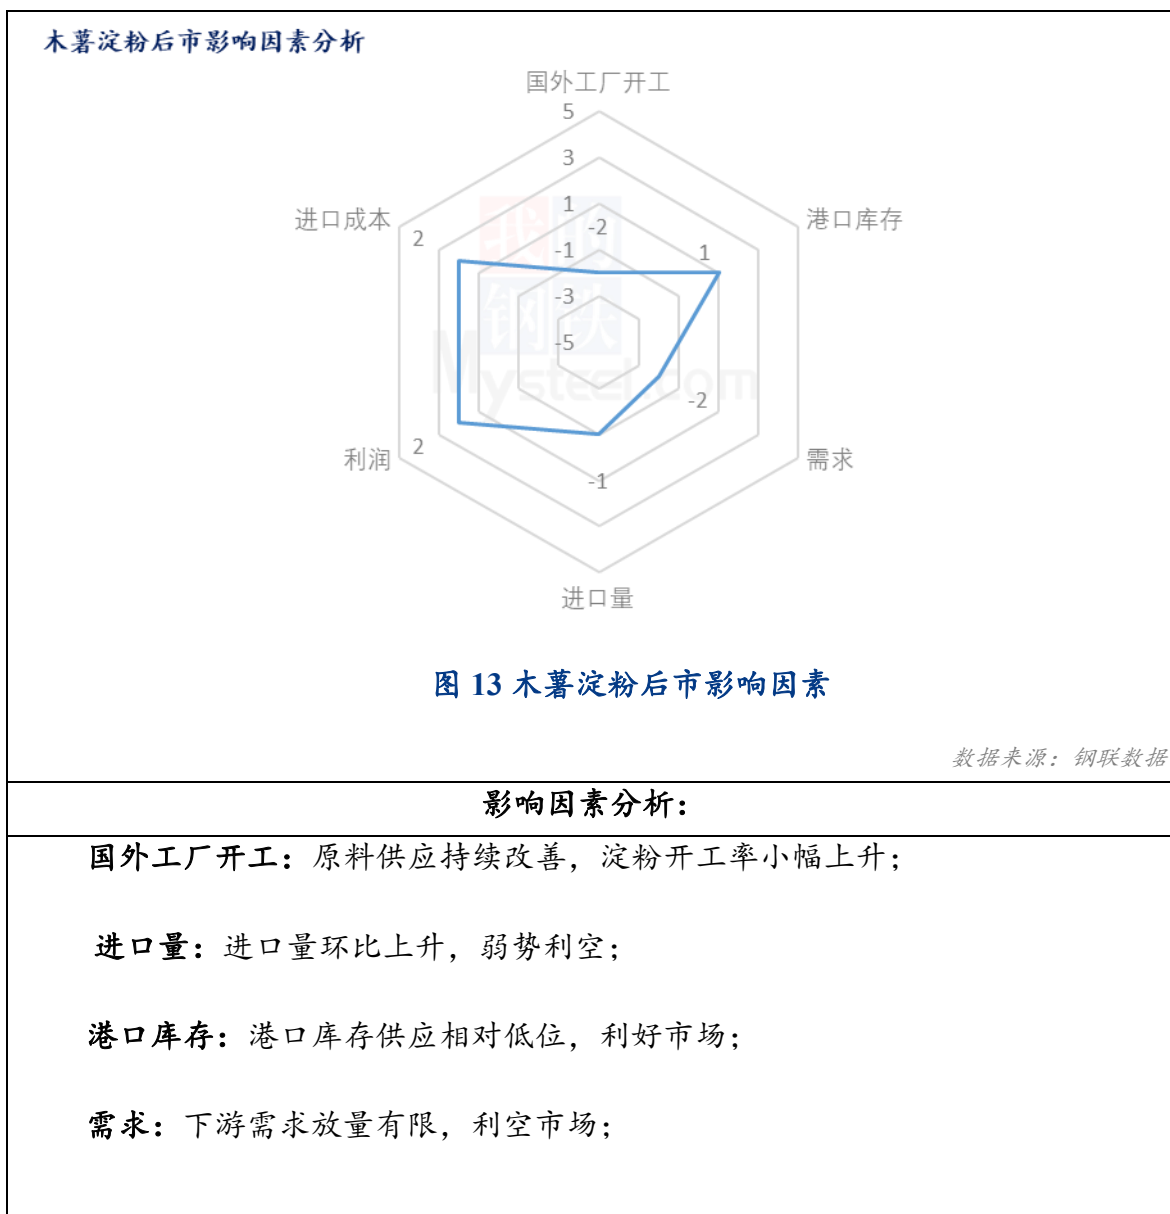 木薯淀粉后市影响因素分析
国外工厂开工
5
3
1
-2
-1
-3
-5
进口成本
2
港口库存
1
利润
2
需求
-2
-1
进口量
我的
钢铁
Mysteel.com
图 13 木薯淀粉后市影响因素
数据来源：钢联数据
影响因素分析：
国外工厂开工：原料供应持续改善，淀粉开工率小幅上升；
进口量：进口量环比上升，弱势利空；
港口库存：港口库存供应相对低位，利好市场；
需求：下游需求放量有限，利空市场；